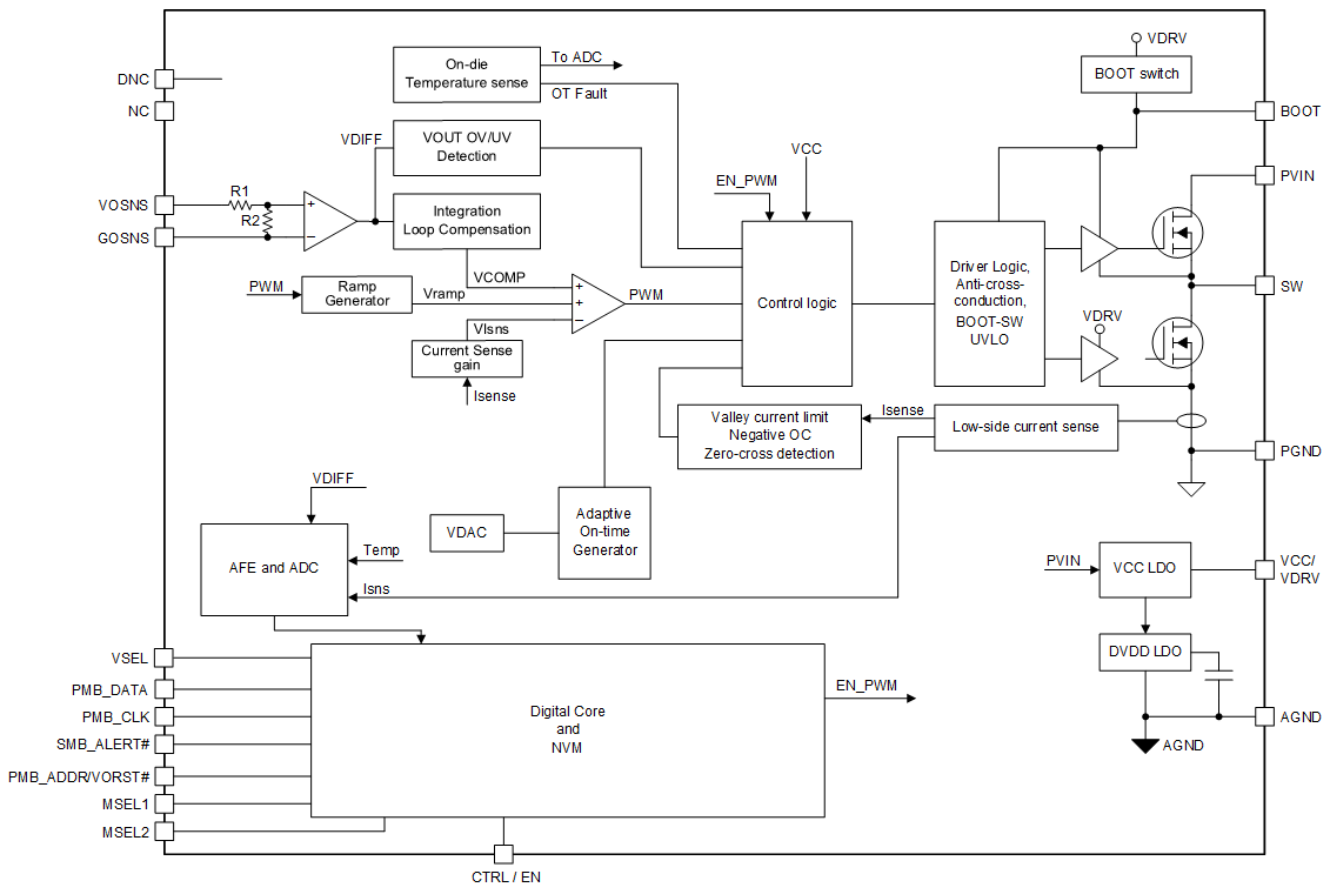 VDRV
On-die
Temperature sense
To ADC
OT Fault
BOOT switch
DNC
NC
BOOT
VDIFF
VOUT OV/UV
Detection
VCC
EN_PWM
PVIN
VOSNS
R1
R2
GOSNS
Integration
Loop Compensation
VCOMP
PWM
Ramp
Generator
Vramp
PWM
Control logic
Driver Logic,
Anti-cross-
conduction,
BOOT-SW
UVLO
SW
VDRV
VIsns
Current Sense
gain
Isense
Valley current limit
Negative OC
Zero-cross detection
Isense
Low-side current sense
PGND
VDIFF
VDAC
Adaptive
On-time
Generator
AFE and ADC
Temp
Isns
PVIN
VCC LDO
VCC/
VDRV
DVDD LDO
AGND
AGND
VSEL
PMB_DATA
PMB_CLK
SMB_ALERT#
PMB_ADDR/VORST#
MSEL1
MSEL2
Digital Core
and
NVM
EN_PWM
CTRL / EN